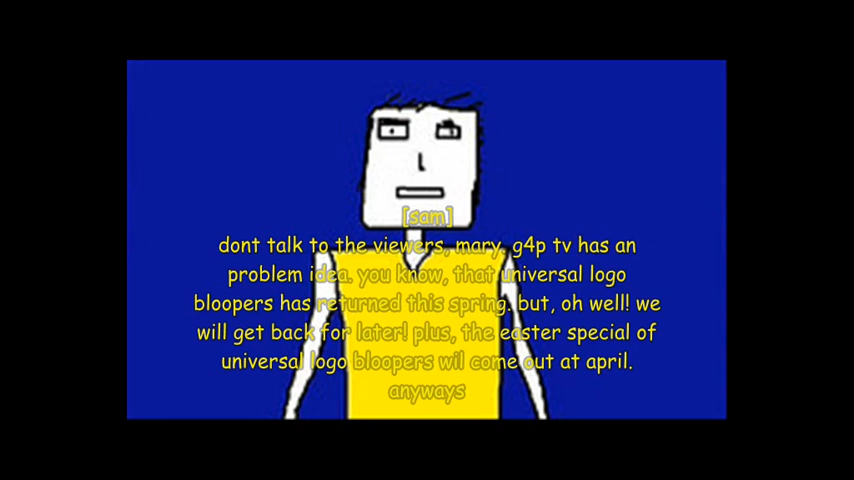 [sam]
dont talk to the viewers, mary. g4p tv has an
problem idea. you know, that universal logo
bloopers has returned this spring. but, oh well! we
will get back for later! plus, the easter special of
universal logo bloopers wil come out at april.
anyways